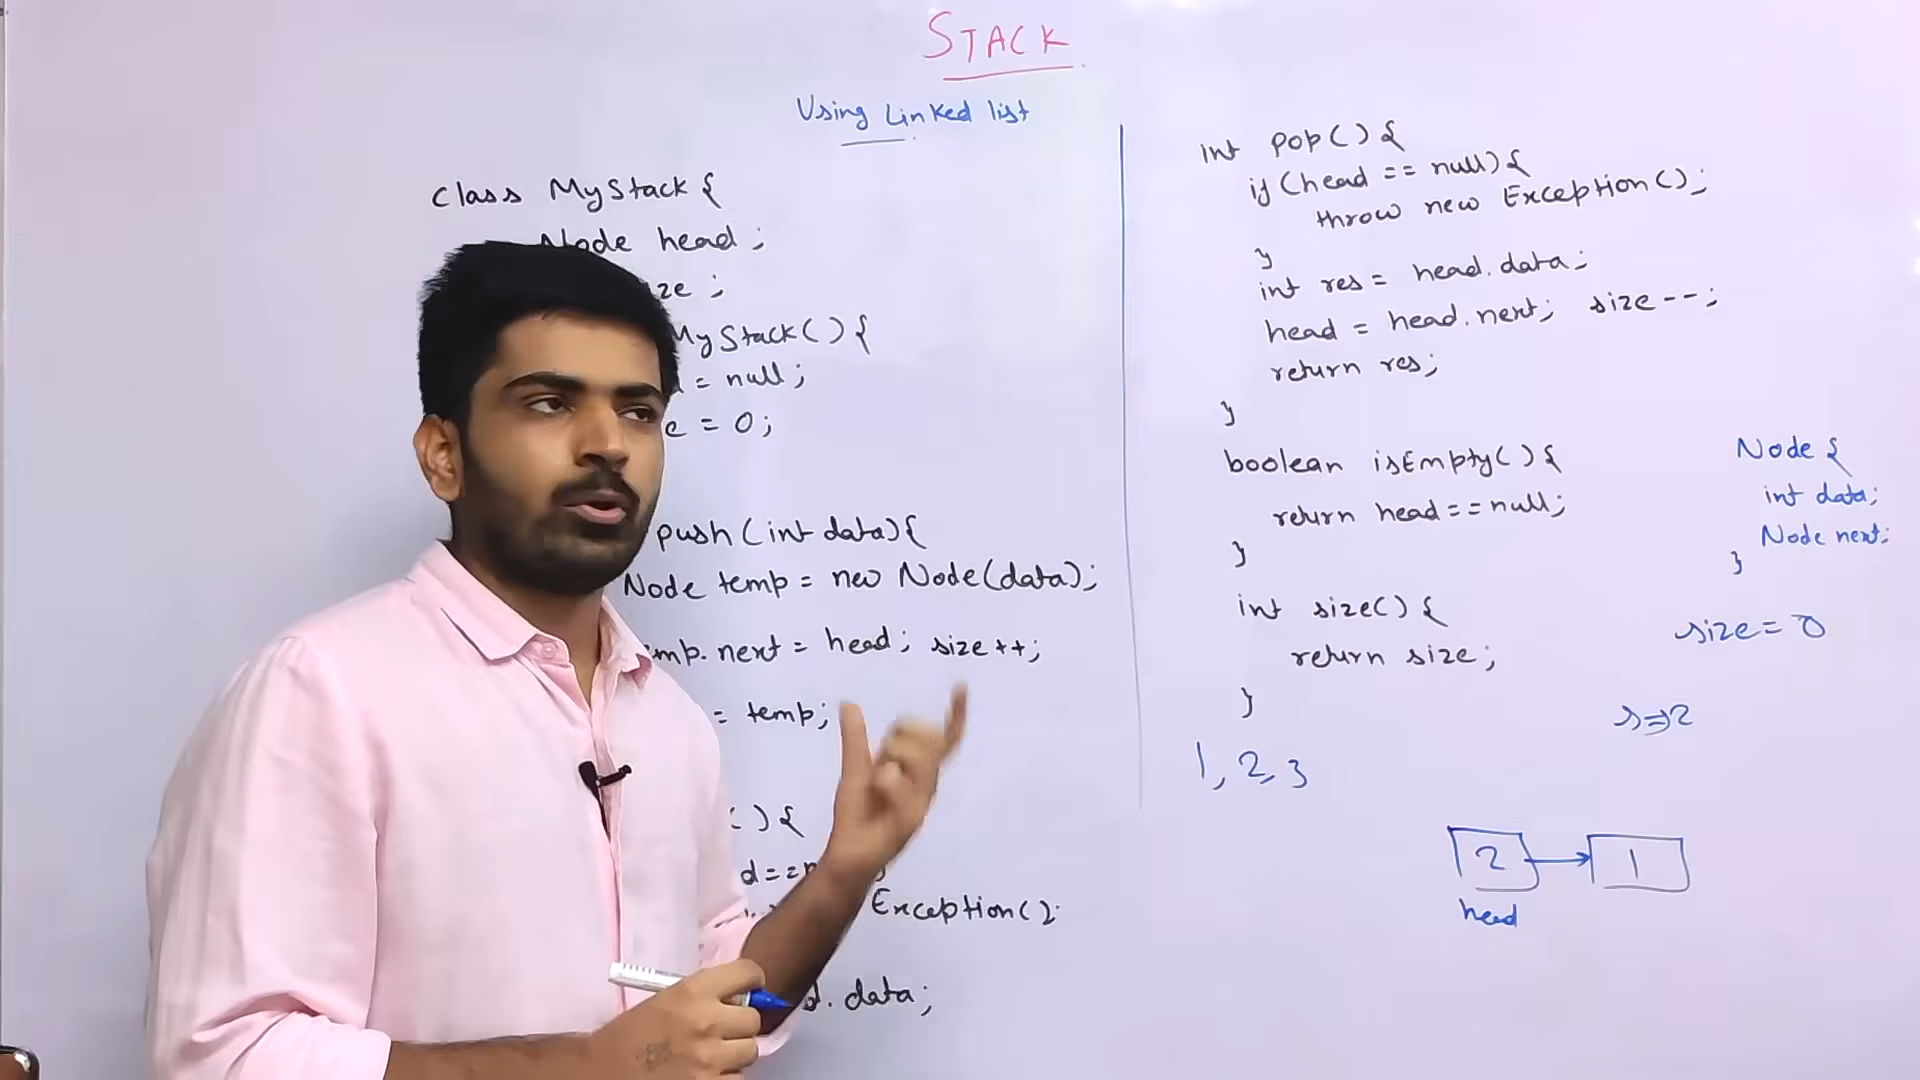 STACK
Using Linked list
class MyStack {
Node head ;
ze ;
MyStack ( ) {
= null ;
e = 0 ;
push ( int data ) {
Node temp = new Node(data) ;
mp. next = head ; size ++ ;
= temp ;
( ) {
d = =
Exception ( ) ;
d. data ;
int pop ( ) {
if (head == null) {
throw new Exception ( ) ;
}
int res = head. data ;
head = head. next ; size -- ;
return res ;
}
boolean isEmpty ( ) {
return head == null ;
}
int size( ) {
return size ;
}
1, 2, 3
Node {
int data ;
Node next ;
}
size = 0
s=2
2 1
head